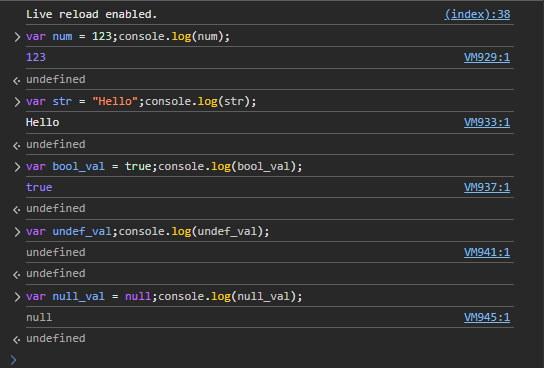 Live reload enabled. (index):38
> var num = 123;console.log(num);
123 VM929:1
<· undefined
> var str = "Hello";console.log(str);
Hello VM933:1
<· undefined
> var bool_val = true;console.log(bool_val);
true VM937:1
<· undefined
> var undef_val;console.log(undef_val);
undefined VM941:1
<· undefined
> var null_val = null;console.log(null_val);
null VM945:1
<· undefined
>